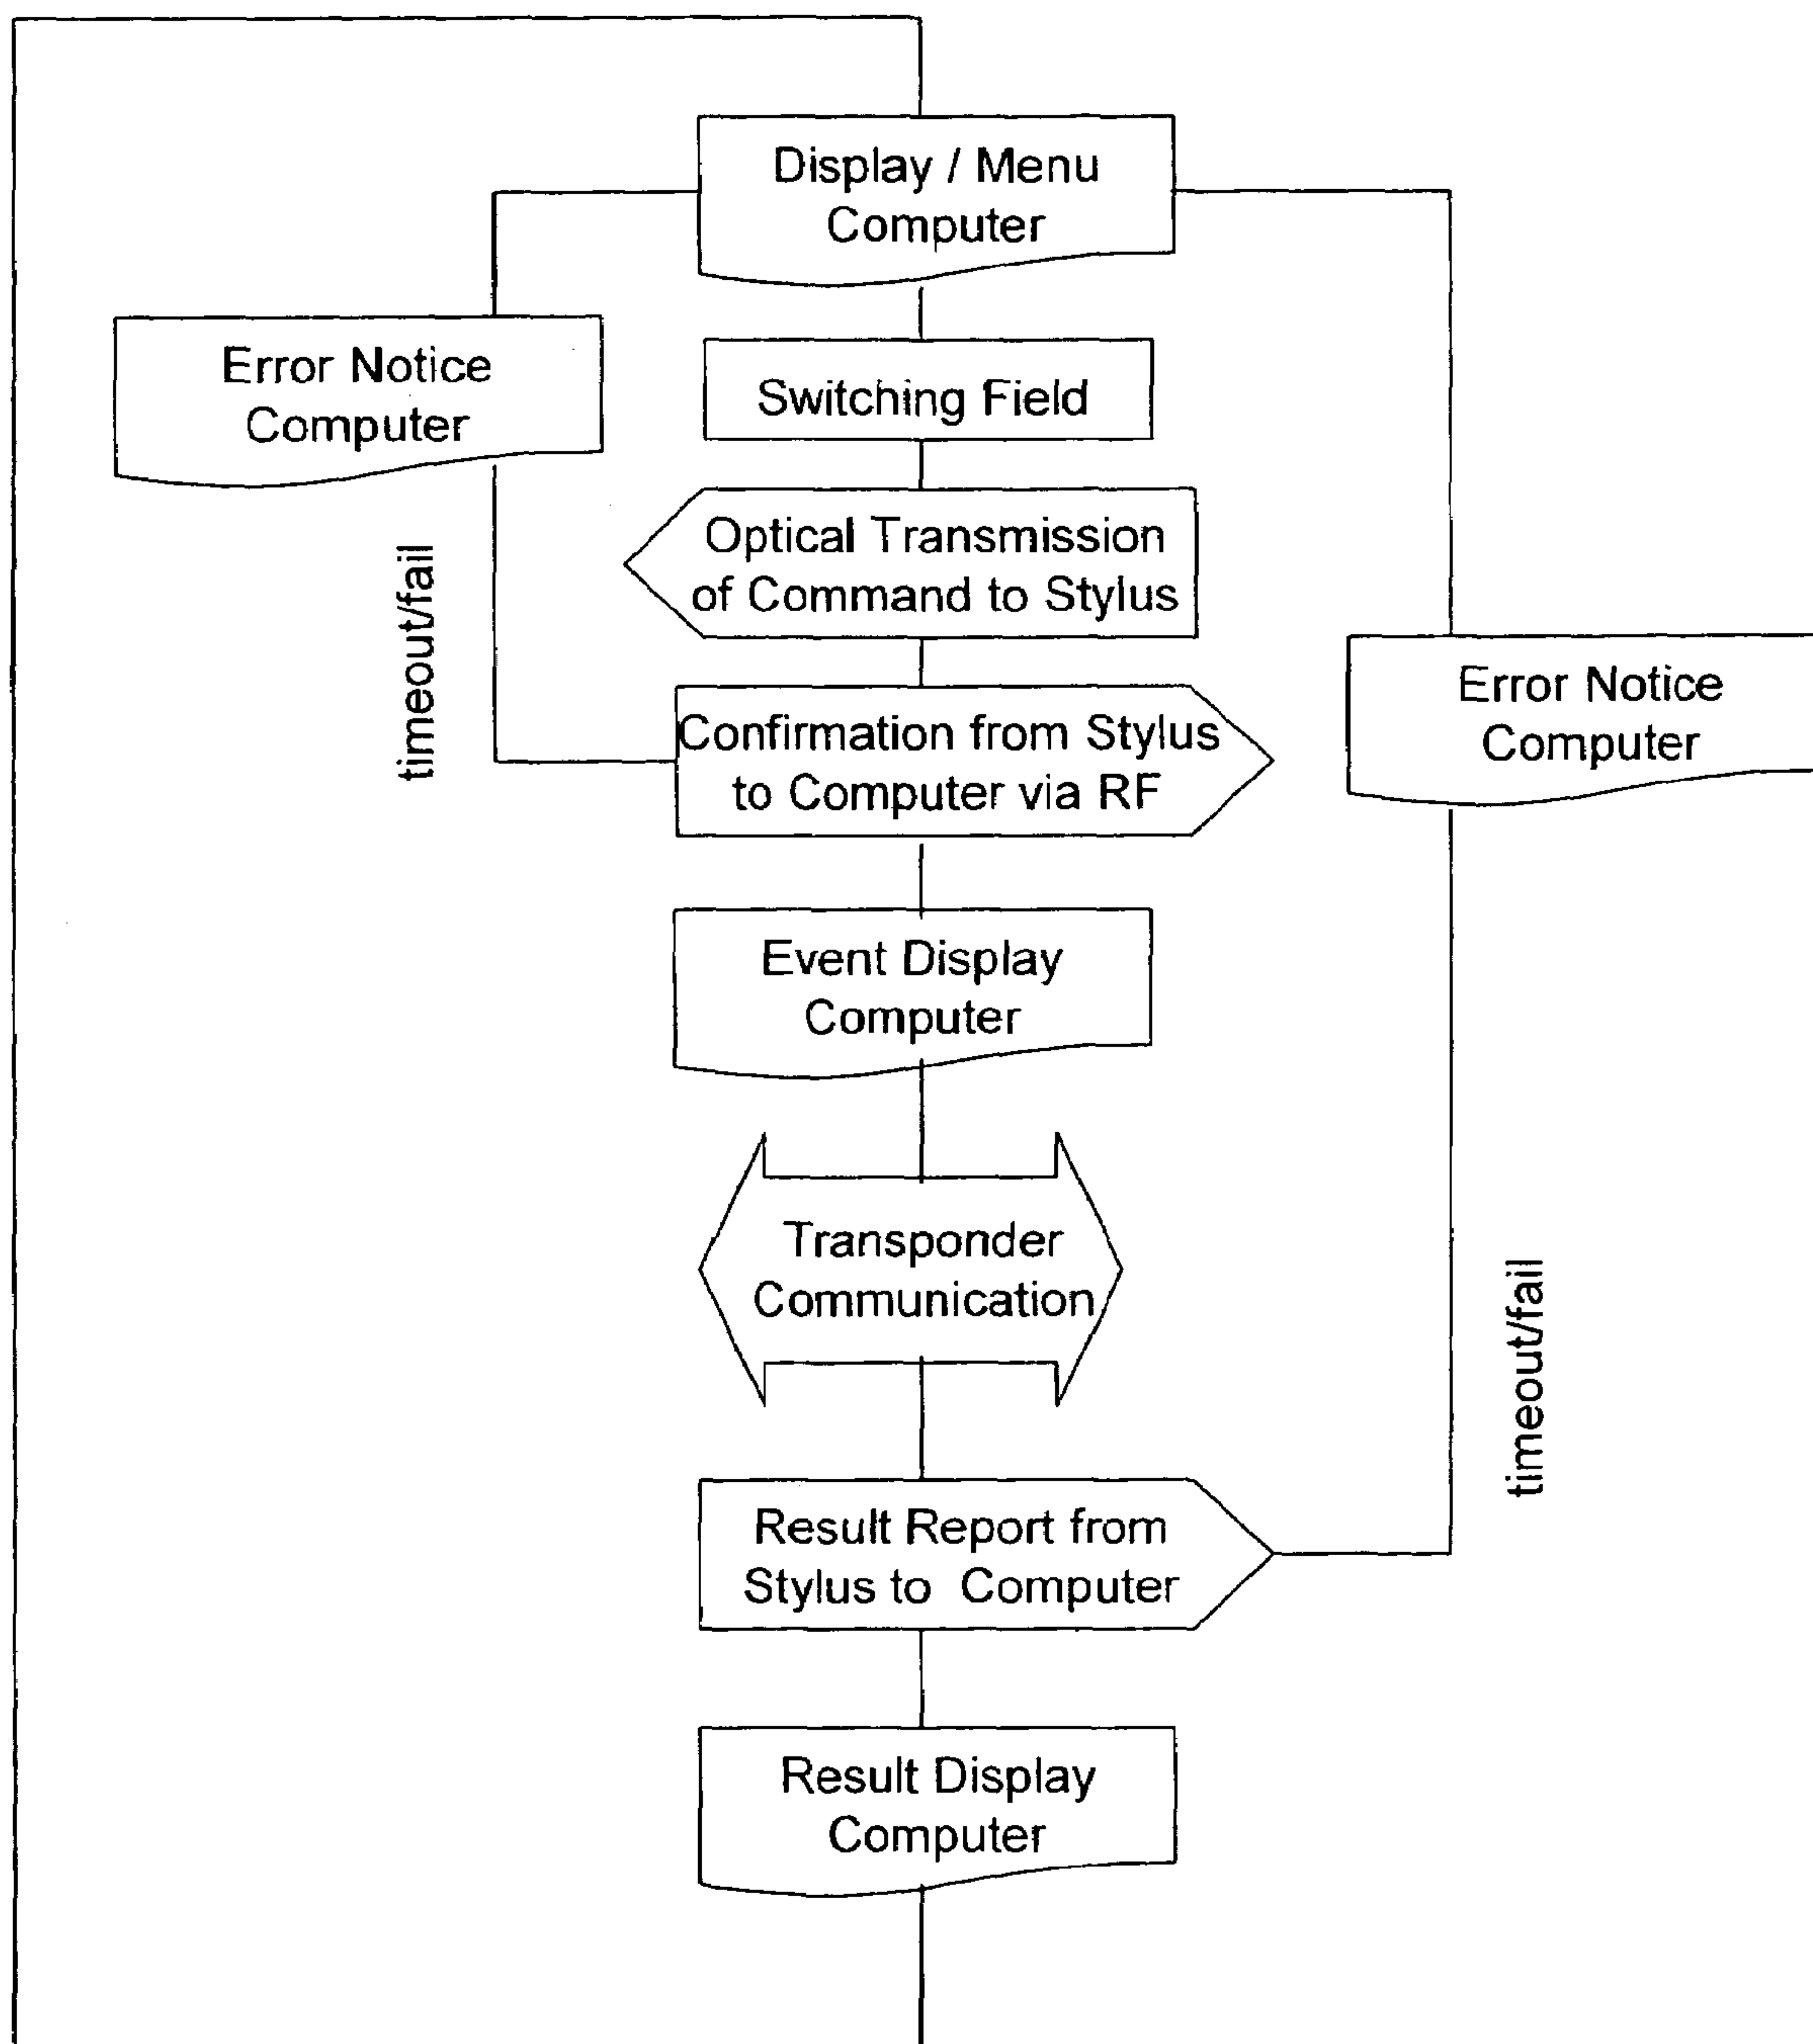 Display / Menu
Computer
Error Notice
Computer
Switching Field
Optical Transmission
of Command to Stylus
timeout/fail
Confirmation from Stylus
to Computer via RF
Error Notice
Computer
Event Display
Computer
Transponder
Communication
timeout/fail
Result Report from
Stylus to Computer
Result Display
Computer